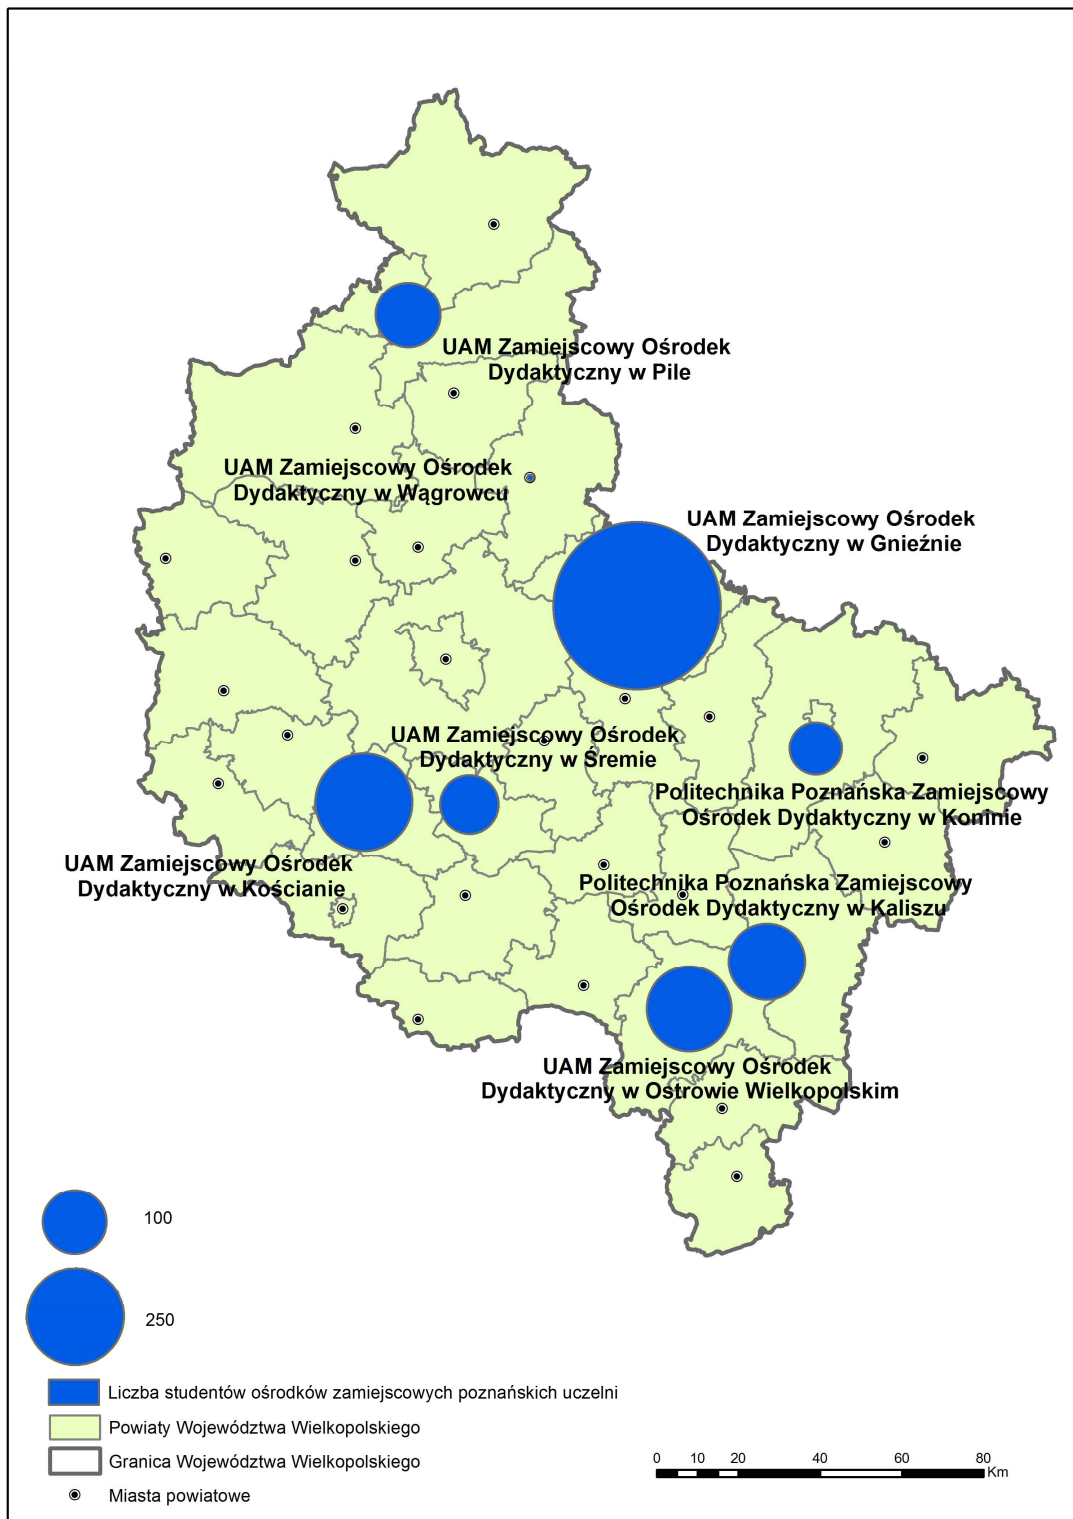 UAM Zamiejscowy Ośrodek
Dydaktyczny w Pile
UAM Zamiejscowy Ośrodek
Dydaktyczny w Wągrowcu
UAM Zamiejscowy Ośrodek
Dydaktyczny w Gnieźnie
UAM Zamiejscowy Ośrodek
Dydaktyczny w Śremie
Politechnika Poznańska Zamiejscowy
Ośrodek Dydaktyczny w Koninie
UAM Zamiejscowy Ośrodek
Dydaktyczny w Kościanie
Politechnika Poznańska Zamiejscowy
Ośrodek Dydaktyczny w Kaliszu
UAM Zamiejscowy Ośrodek
Dydaktyczny w Ostrowie Wielkopolskim
100
250
Liczba studentów ośrodków zamiejscowych poznańskich uczelni
Powiaty Województwa Wielkopolskiego
Granica Województwa Wielkopolskiego
Miasta powiatowe
0 10 20 40 60 80
Km